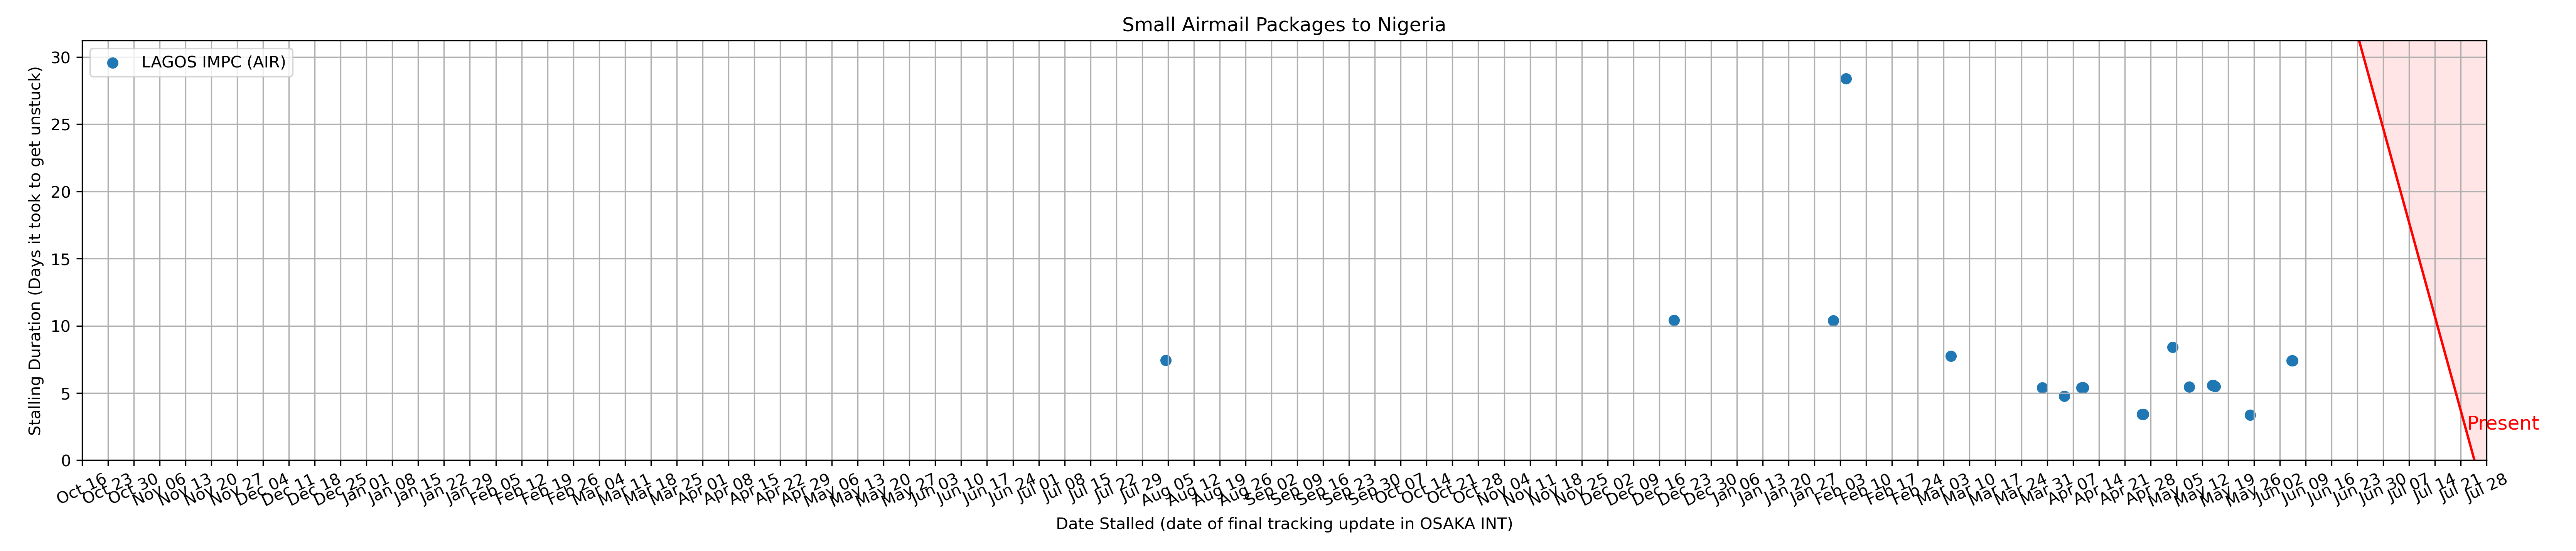 Small Airmail Packages to Nigeria
LAGOS IMPC (AIR)
Stalling Duration (Days it took to get unstuck)
30
25
20
15
10
5
0
Present
Oct 16
Oct 23
Oct 30
Nov 06
Nov 13
Nov 20
Nov 27
Dec 04
Dec 11
Dec 18
Dec 25
Jan 01
Jan 08
Jan 15
Jan 22
Jan 29
Feb 05
Feb 12
Feb 19
Feb 26
Mar 04
Mar 11
Mar 18
Mar 25
Apr 01
Apr 08
Apr 15
Apr 22
Apr 29
May 06
May 13
May 20
May 27
Jun 03
Jun 10
Jun 17
Jun 24
Jul 01
Jul 08
Jul 15
Jul 22
Jul 29
Aug 05
Aug 12
Aug 19
Aug 26
Sep 02
Sep 09
Sep 16
Sep 23
Sep 30
Oct 07
Oct 14
Oct 21
Oct 28
Nov 04
Nov 11
Nov 18
Nov 25
Dec 02
Dec 09
Dec 16
Dec 23
Dec 30
Jan 06
Jan 13
Jan 20
Jan 27
Feb 03
Feb 10
Feb 17
Feb 24
Mar 03
Mar 10
Mar 17
Mar 24
Mar 31
Apr 07
Apr 14
Apr 21
Apr 28
May 05
May 12
May 19
May 26
Jun 02
Jun 09
Jun 16
Jun 23
Jun 30
Jul 07
Jul 14
Jul 21
Jul 28
Date Stalled (date of final tracking update in OSAKA INT)